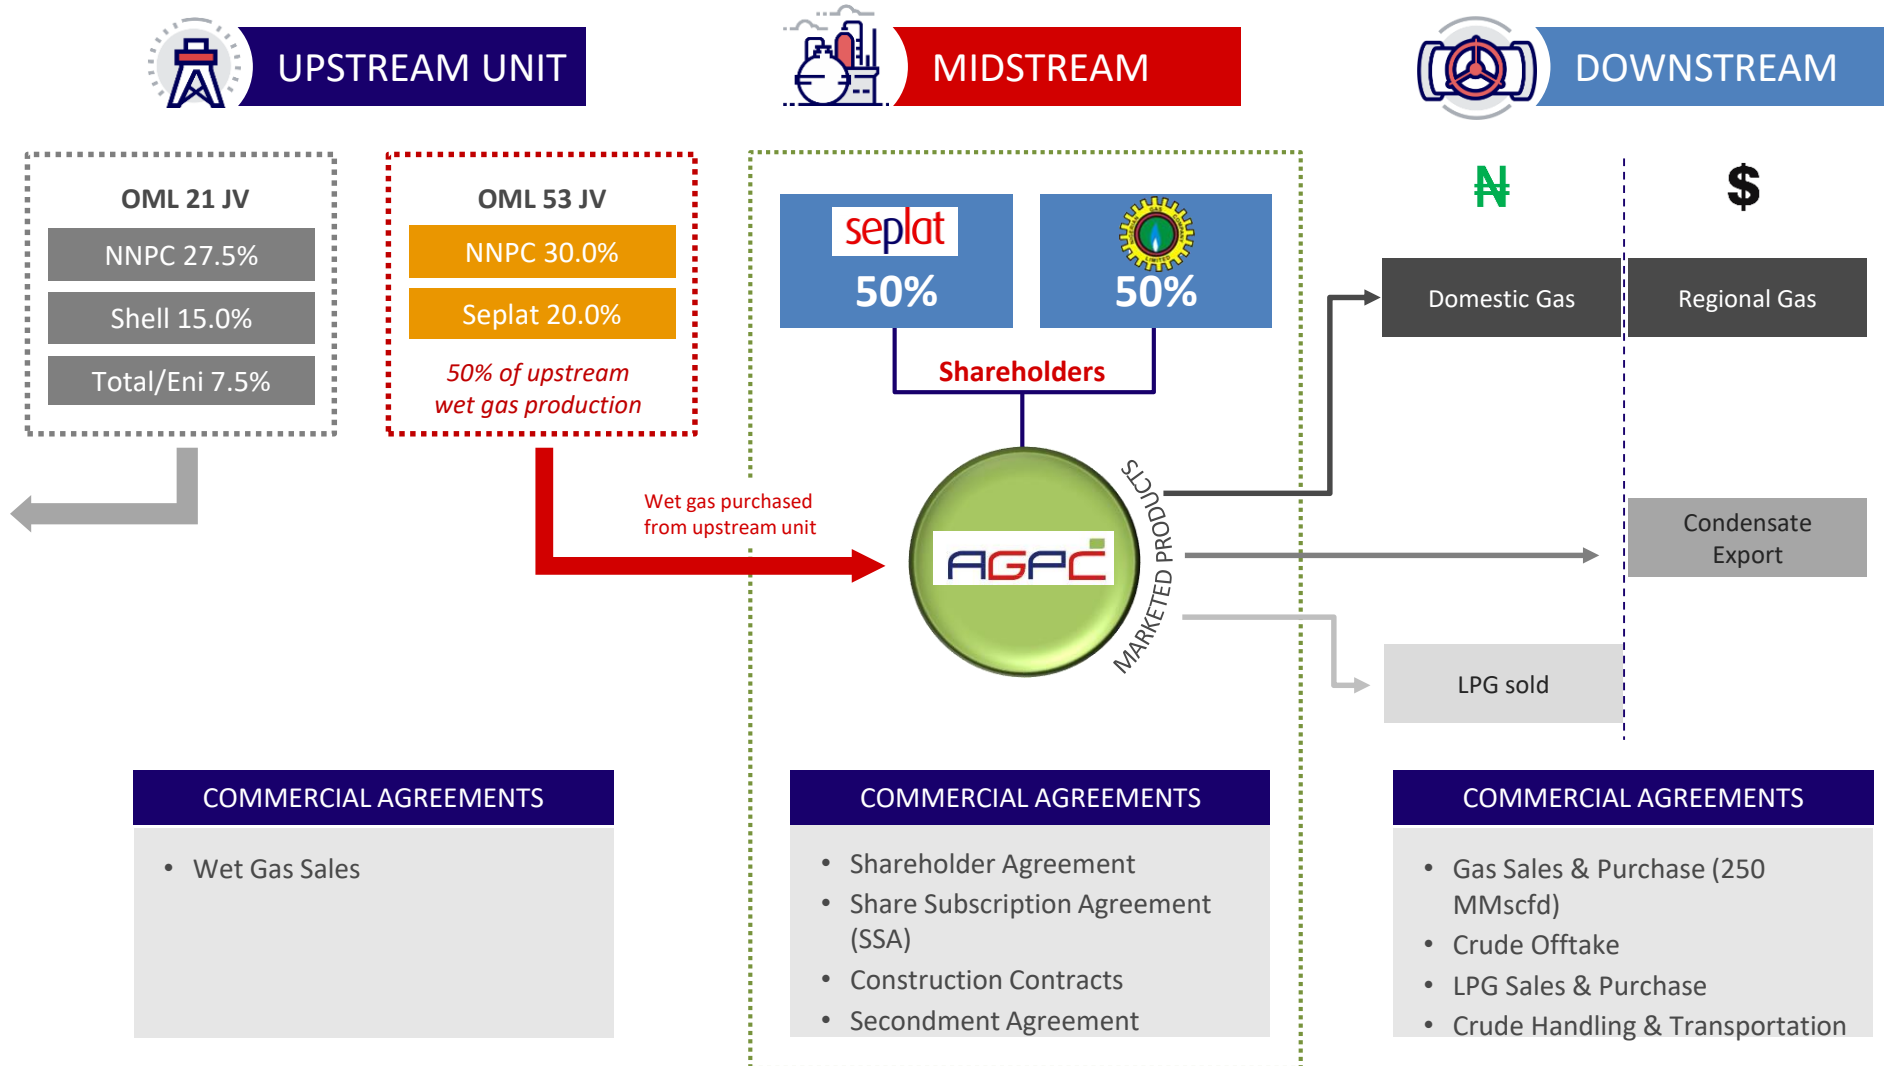 UPSTREAM UNIT
MIDSTREAM
DOWNSTREAM
OML 21 JV
NNPC 27.5%
Shell 15.0%
Total/Eni 7.5%
OML 53 JV
NNPC 30.0%
Seplat 20.0%
50% of upstream
wet gas production
seplat
50%
NIGERIAN GAS COMPANY
LIMITED
50%
Shareholders
₦
$
Domestic Gas
Regional Gas
Wet gas purchased
from upstream unit
AGPC
MARKETED PRODUCTS
Condensate
Export
LPG sold
COMMERCIAL AGREEMENTS
• Wet Gas Sales
COMMERCIAL AGREEMENTS
• Shareholder Agreement
• Share Subscription Agreement
(SSA)
• Construction Contracts
• Secondment Agreement
COMMERCIAL AGREEMENTS
• Gas Sales & Purchase (250
MMscfd)
• Crude Offtake
• LPG Sales & Purchase
• Crude Handling & Transportation